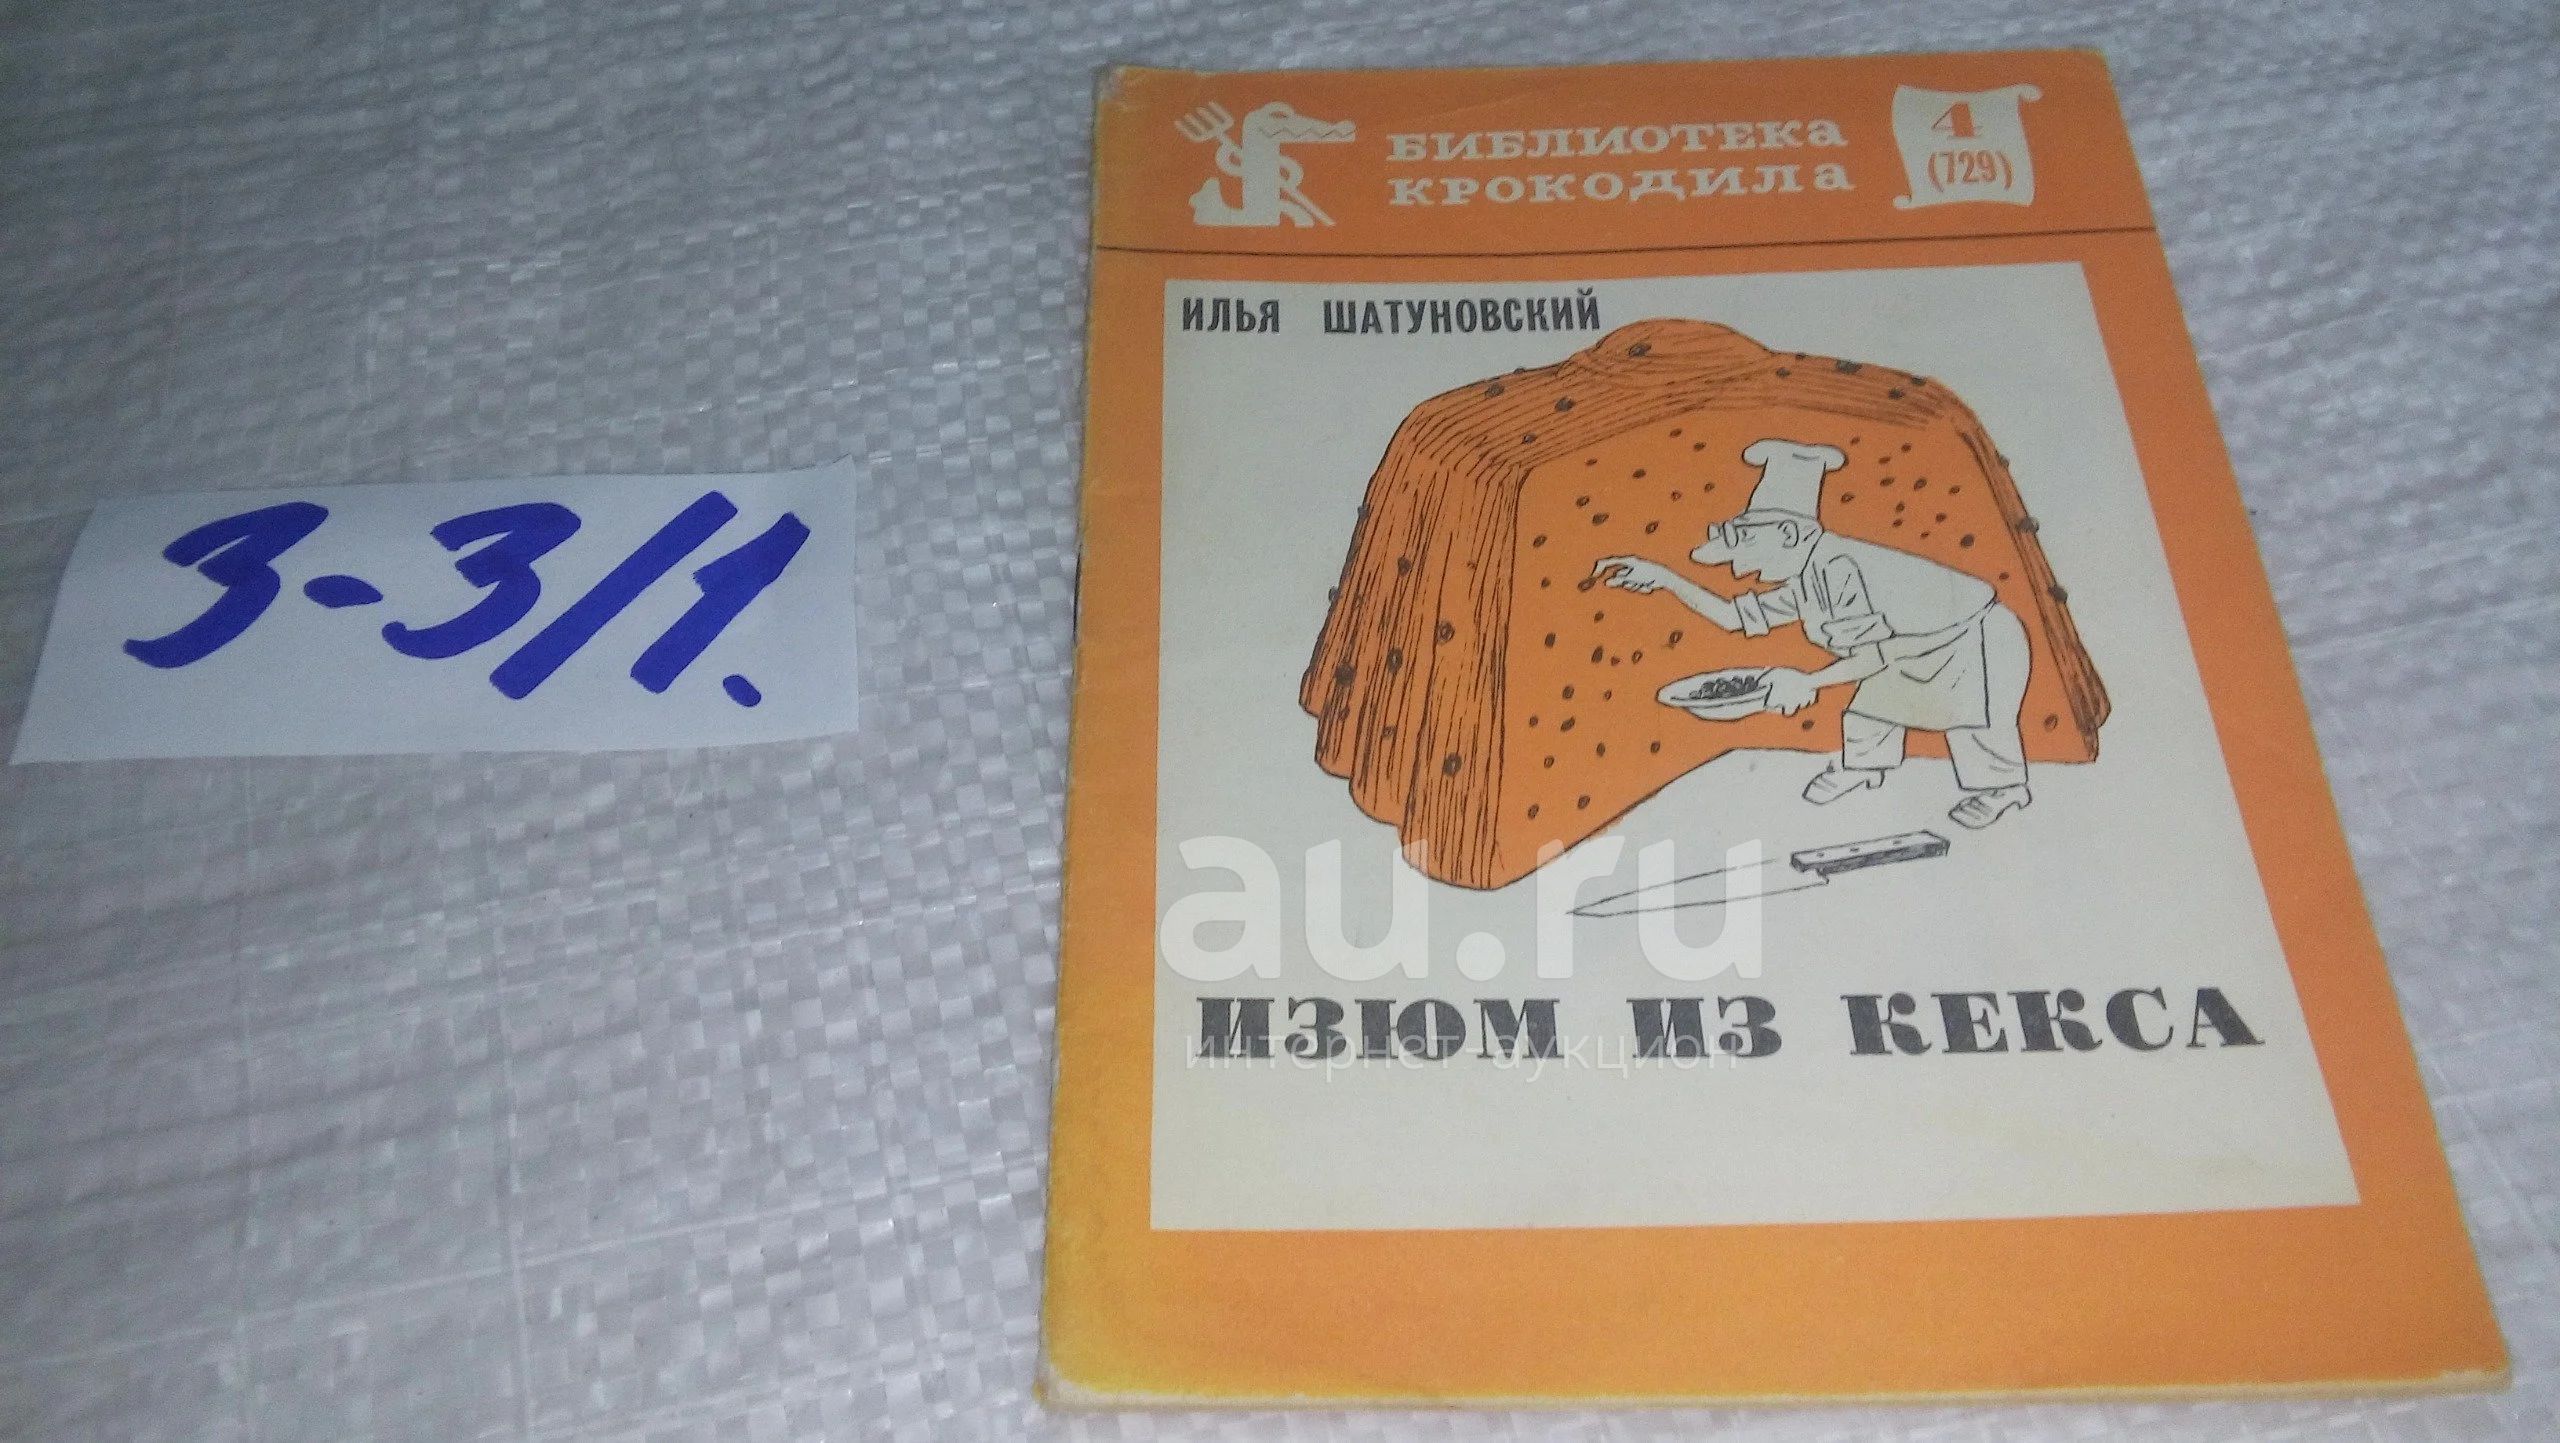 БИБЛИОТЕКА
КРОКОДИЛА
4
(729)
ИЛЬЯ ШАТУНОВСКИЙ
3-3/1.
au.ru
ИЗЮМ ИЗ КЕКСА
интернет-аукцион